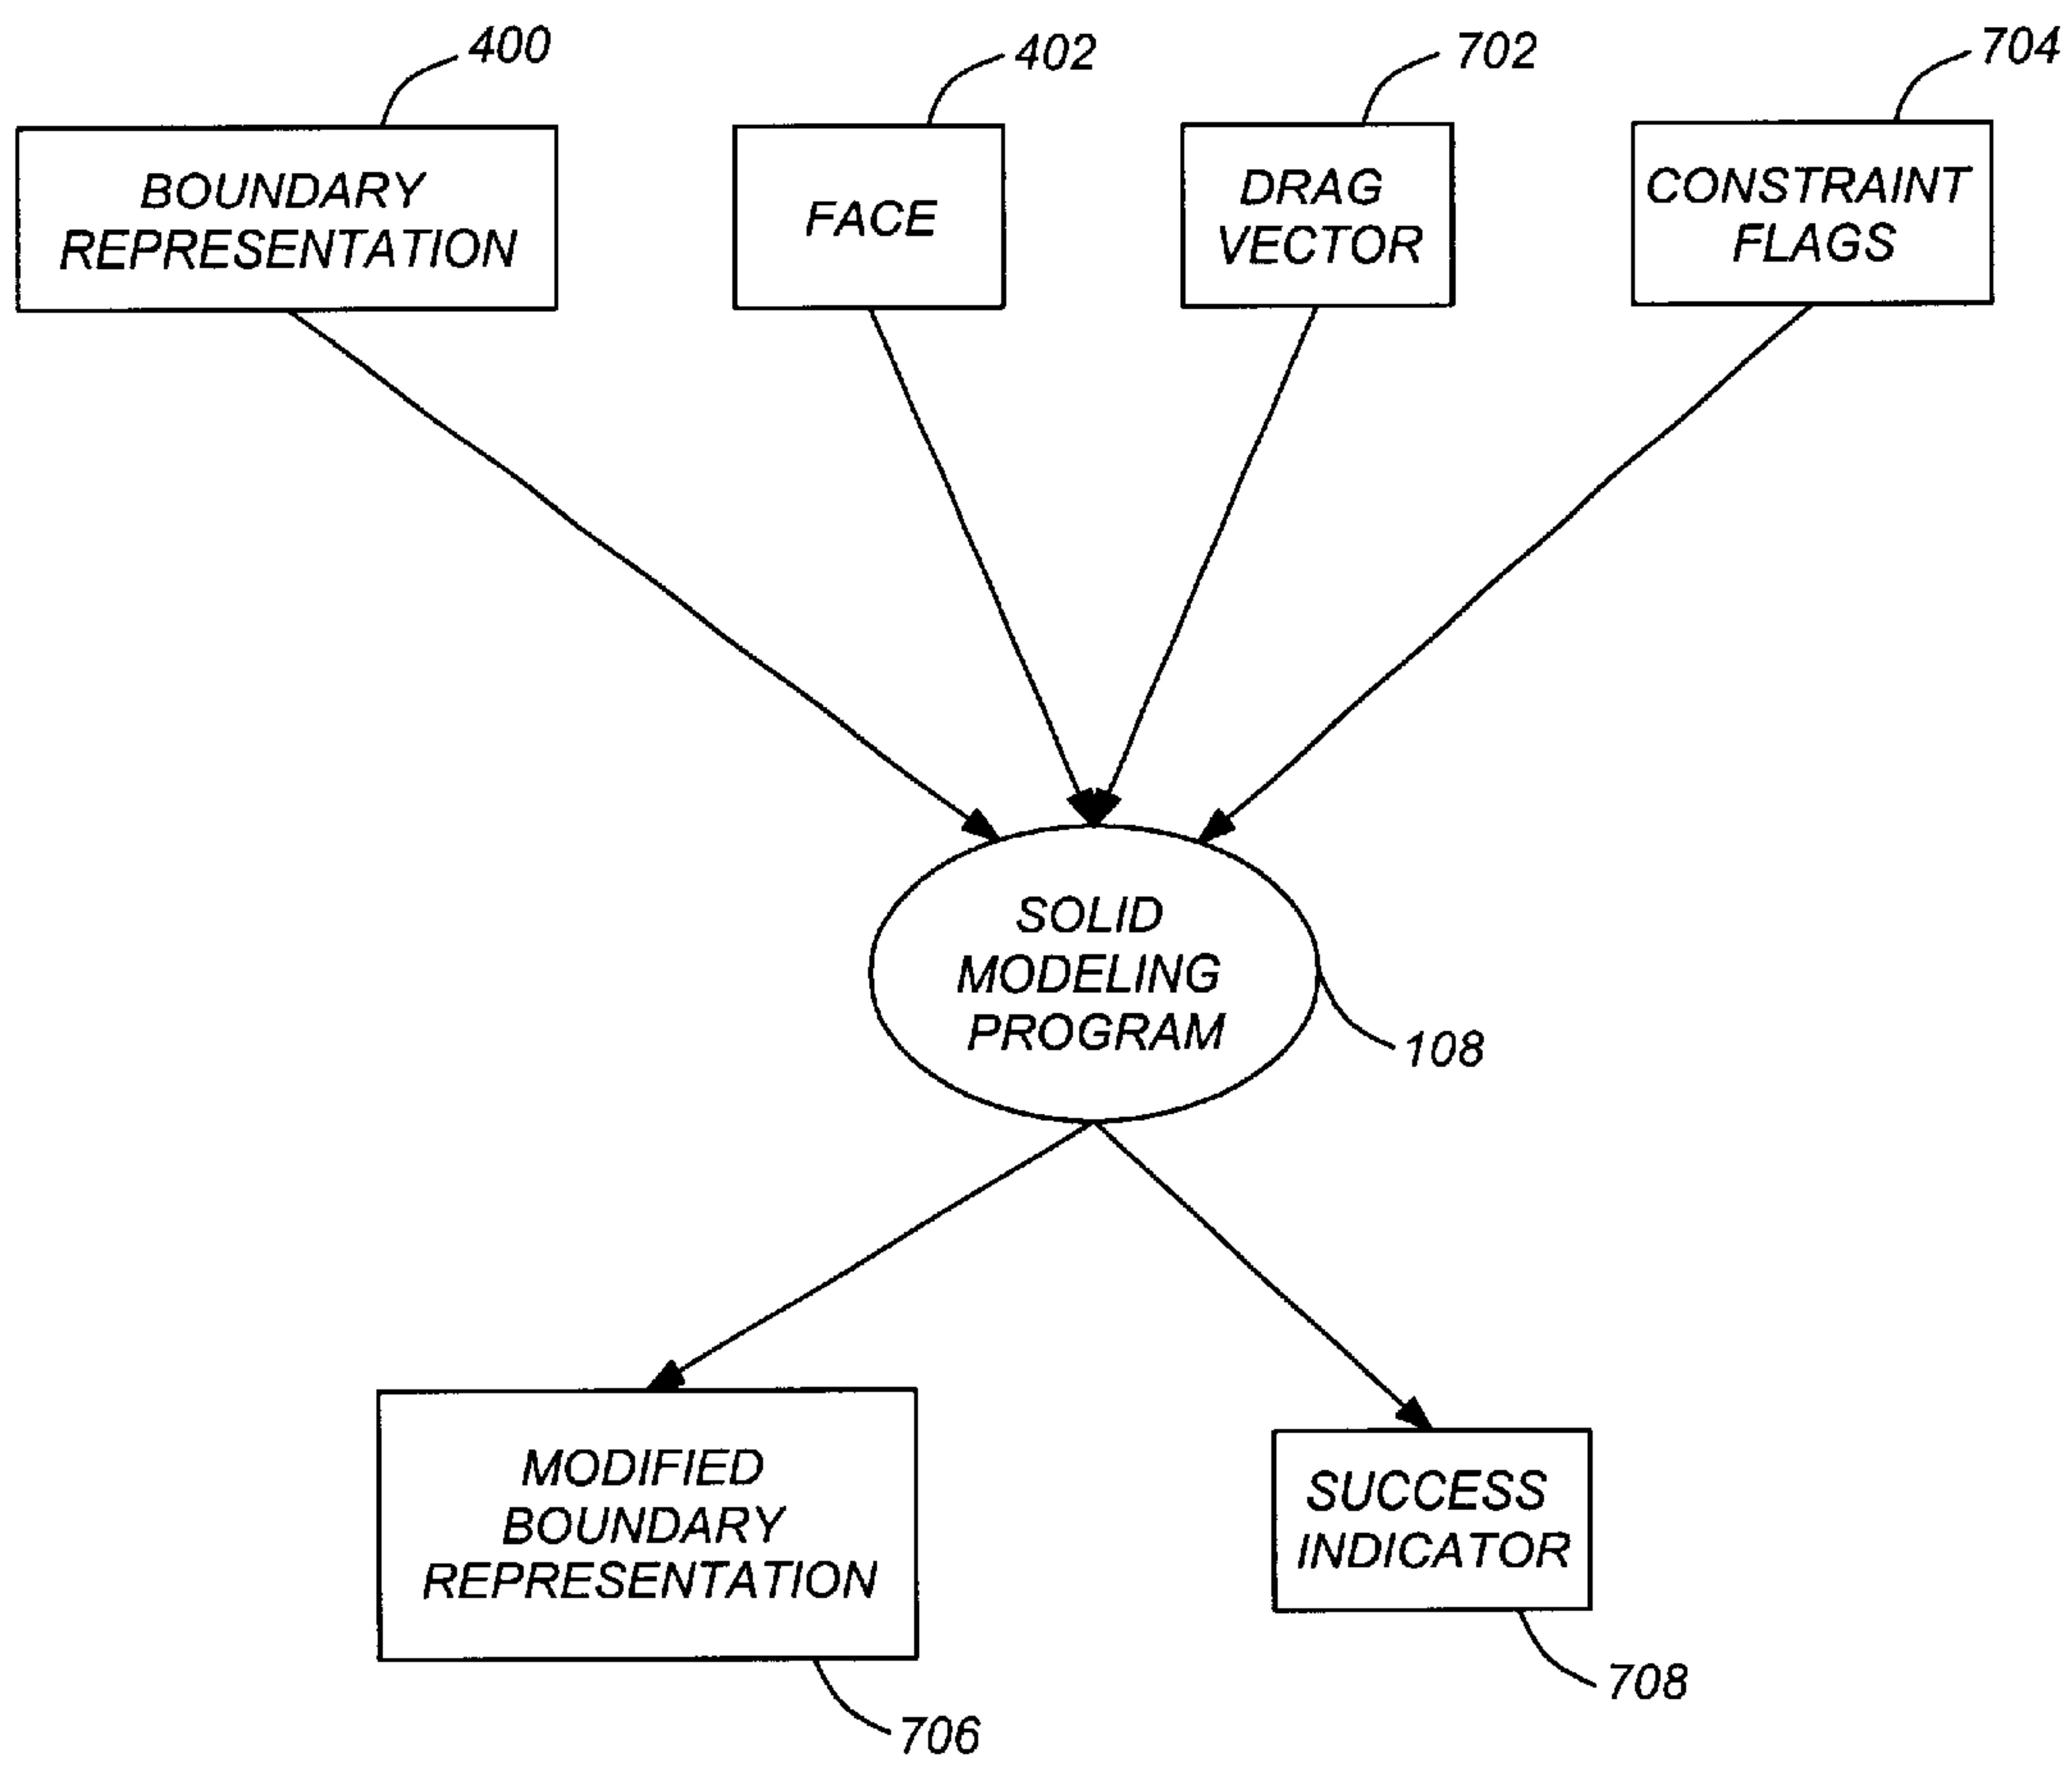 400
402
702
704
BOUNDARY
REPRESENTATION
FACE
DRAG
VECTOR
CONSTRAINT
FLAGS
SOLID
MODELING
PROGRAM
108
MODIFIED
BOUNDARY
REPRESENTATION
SUCCESS
INDICATOR
708
706